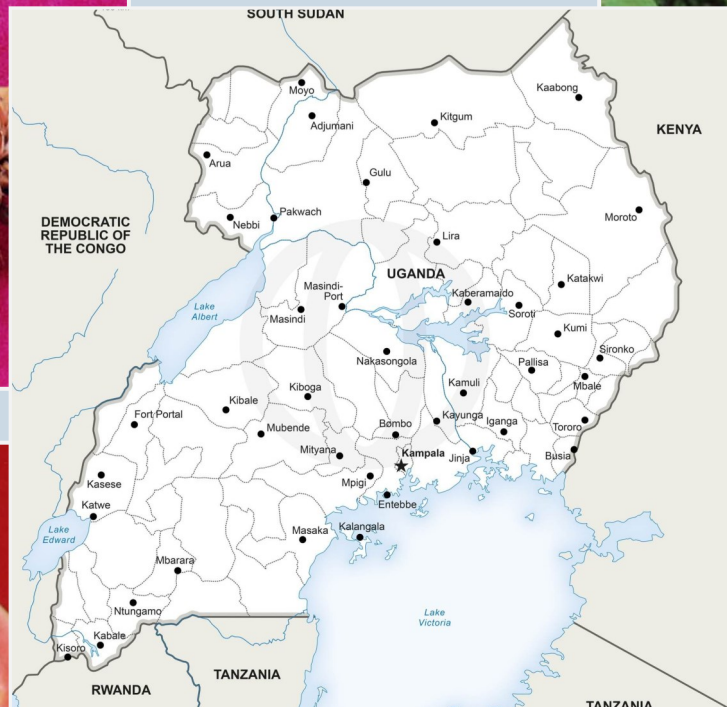 SOUTH SUDAN
Moyo
Kaabong
Adjumani
Kitgum
KENYA
Arua
Gulu
Moroto
Nebbi
Pakwach
DEMOCRATIC
REPUBLIC OF
THE CONGO
Lira
UGANDA
Katakwi
Masindi-
Port
Kaberamaido
Lake
Albert
Masindi
Soroti
Kumi
Sironko
Nakasongola
Pallisa
Mbale
Kiboga
Kamuli
Kibale
Fort Portal
Mubende
Bombo
Kayunga
Iganga
Tororo
Mityana
Kampala
Jinja
Busia
Kasese
Mpigi
Katwe
Entebbe
Lake
Edward
Masaka
Kalangala
Mbarara
Ntungamo
Lake
Victoria
Kabale
Kisoro
TANZANIA
RWANDA
TANZANIA